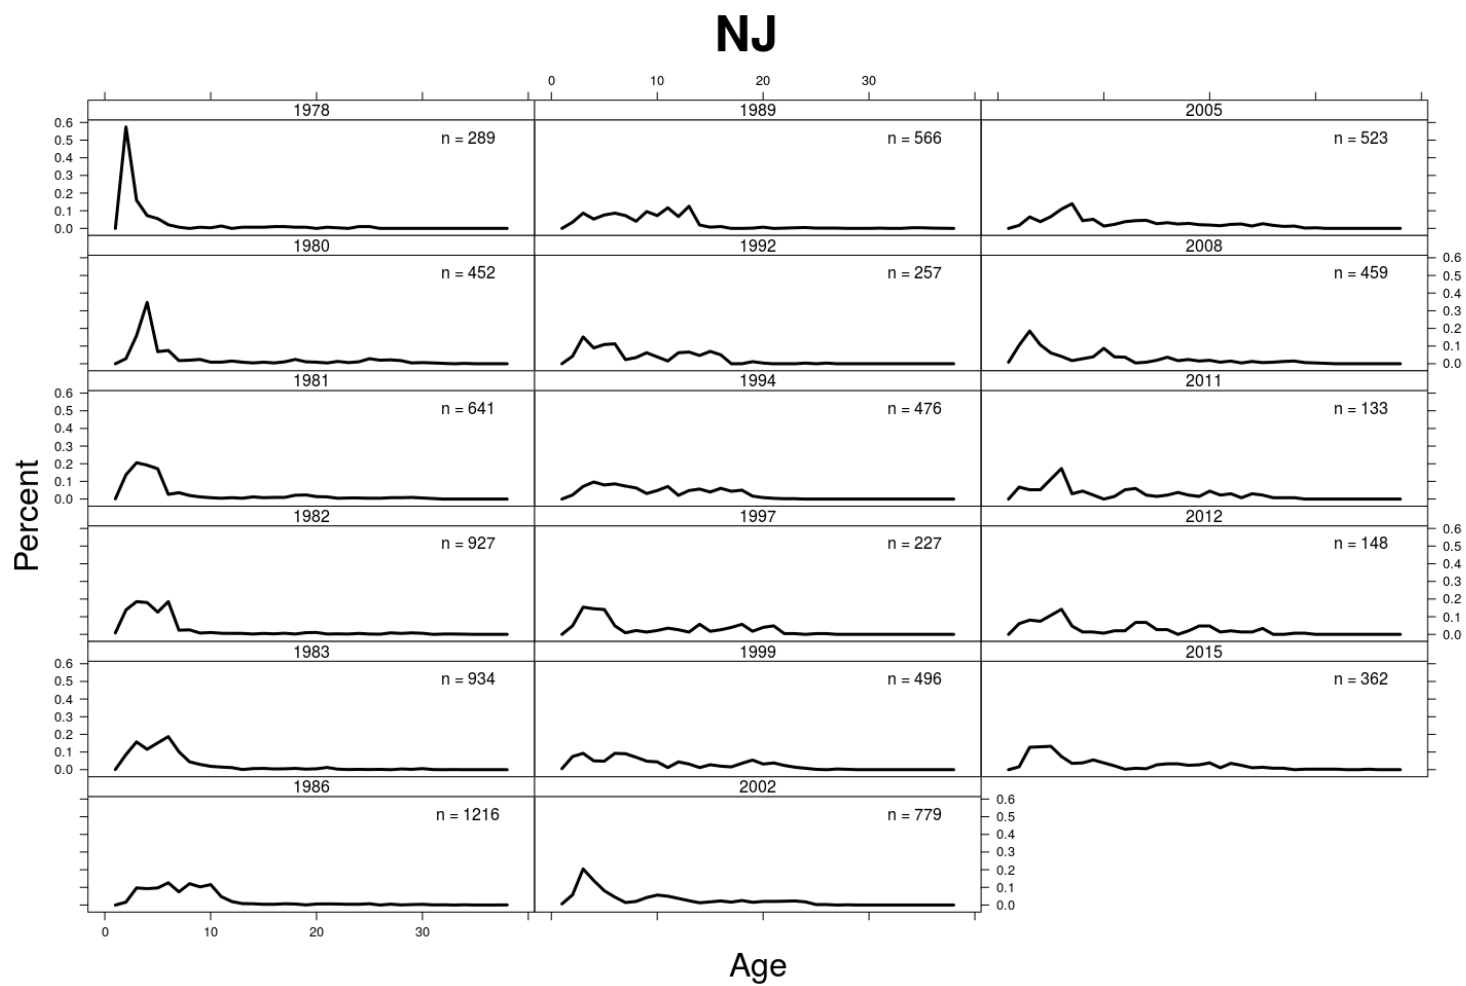 NJ
0 10 20 30
1978 1989 2005
0.6 n = 289 n = 566 n = 523
0.5
0.4
0.3
0.2
0.1
0.0
1980 1992 2008
n = 452 n = 257 n = 459 0.6
0.5
0.4
0.3
0.2
0.1
0.0
1981 1994 2011
0.6 n = 641 n = 476 n = 133
0.5
0.4
0.3
0.2
0.1
0.0
Percent
1982 1997 2012
n = 927 n = 227 n = 148 0.6
0.5
0.4
0.3
0.2
0.1
0.0
1983 1999 2015
0.6 n = 934 n = 496 n = 362
0.5
0.4
0.3
0.2
0.1
0.0
1986 2002
n = 1216 n = 779 0.6
0.5
0.4
0.3
0.2
0.1
0.0
0 10 20 30
Age